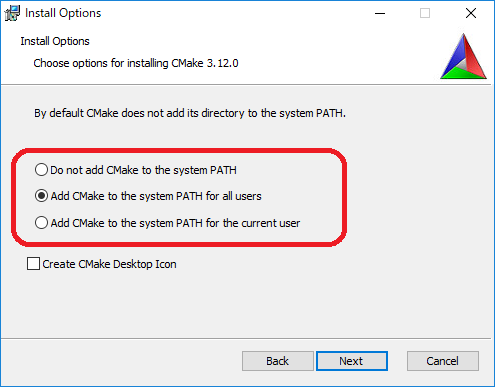 Install Options
Install Options
Choose options for installing CMake 3.12.0
By default CMake does not add its directory to the system PATH.
Do not add CMake to the system PATH
Add CMake to the system PATH for all users
Add CMake to the system PATH for the current user
Create CMake Desktop Icon
Back Next Cancel